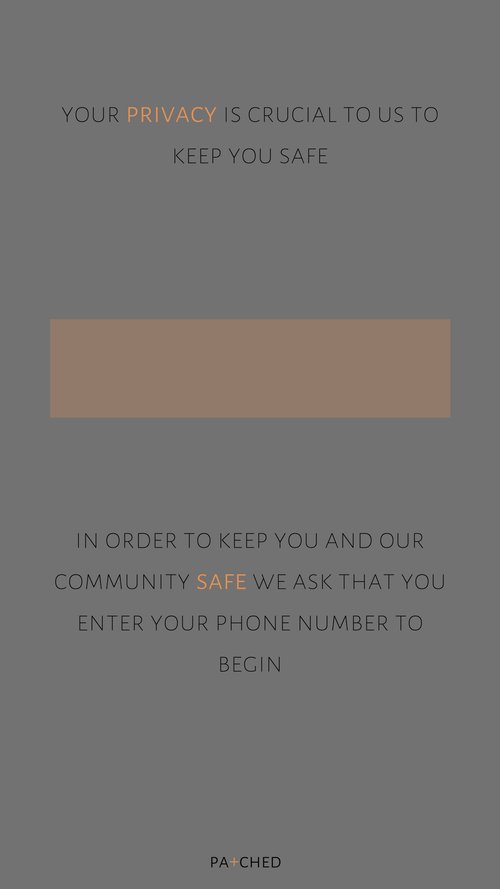 YOUR PRIVACY IS CRUCIAL TO US TO
KEEP YOU SAFE
IN ORDER TO KEEP YOU AND OUR
COMMUNITY SAFE WE ASK THAT YOU
ENTER YOUR PHONE NUMBER TO
BEGIN
PA+CHED